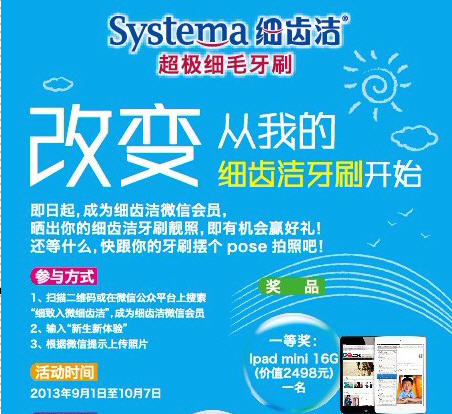 Systema 细齿洁®
超极细毛牙刷
改变 从我的
细齿洁牙刷开始
即日起，成为细齿洁微信会员，
晒出你的细齿洁牙刷靓照，即有机会赢好礼！
还等什么，快跟你的牙刷摆个 pose 拍照吧！
参与方式
1、扫描二维码或在微信公众平台上搜索
“细致入微细齿洁”，成为细齿洁微信会员
2、输入“新生新体验”
3、根据微信提示上传照片
活动时间
2013年9月1日至10月7日
奖 品
一等奖：
Ipad mini 16G
(价值2498元)
一名